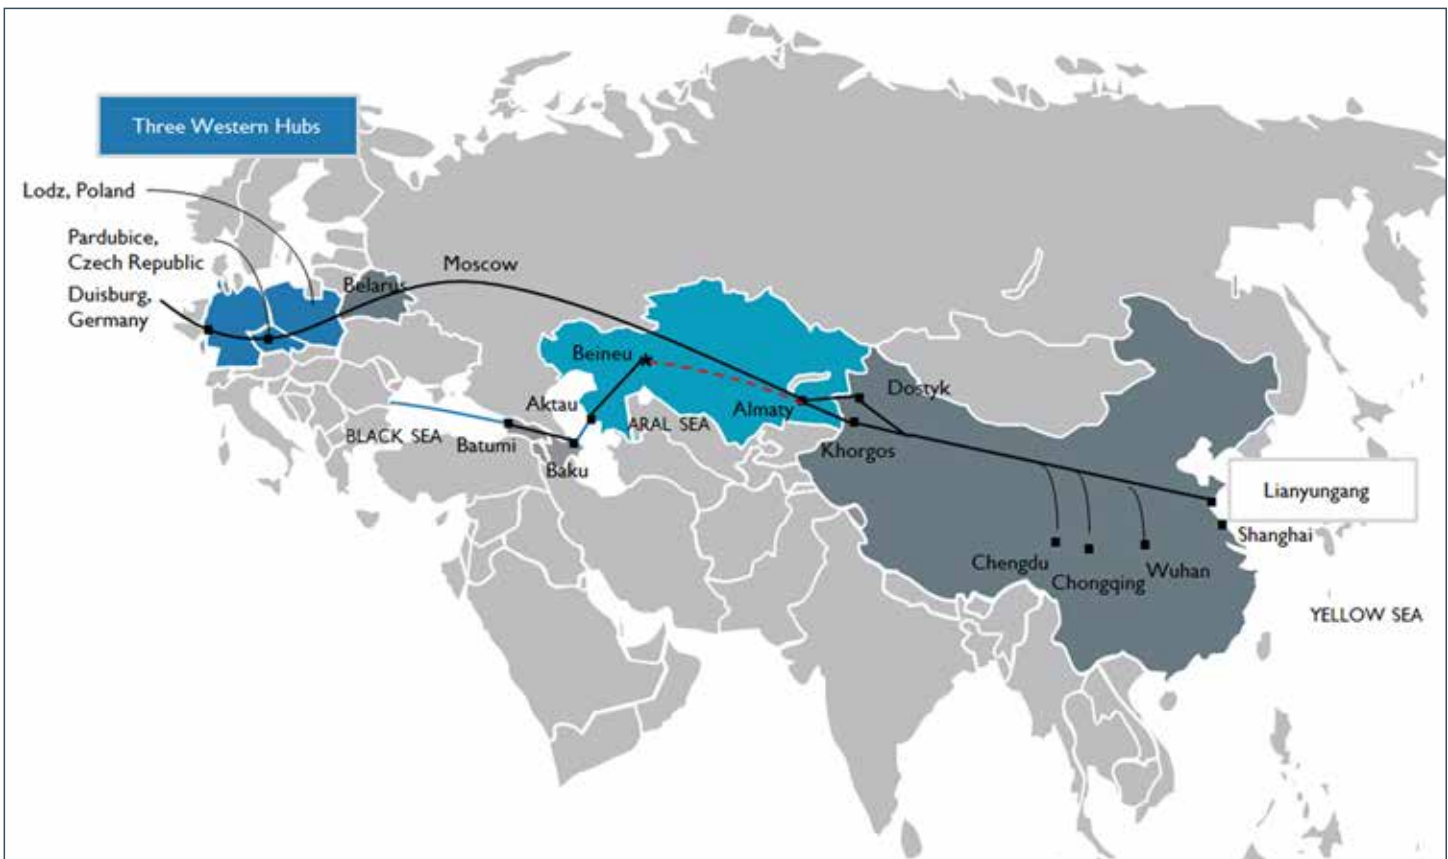 Three Western Hubs
Lodz, Poland
Pardubice,
Czech Republic
Duisburg,
Germany
Belarus
Moscow
Beineu
Aktau
ARAL SEA
Almaty
Dostyk
Khorgos
BLACK SEA
Batumi
Baku
Lianyungang
Shanghai
Chengdu
Chongqing
Wuhan
YELLOW SEA